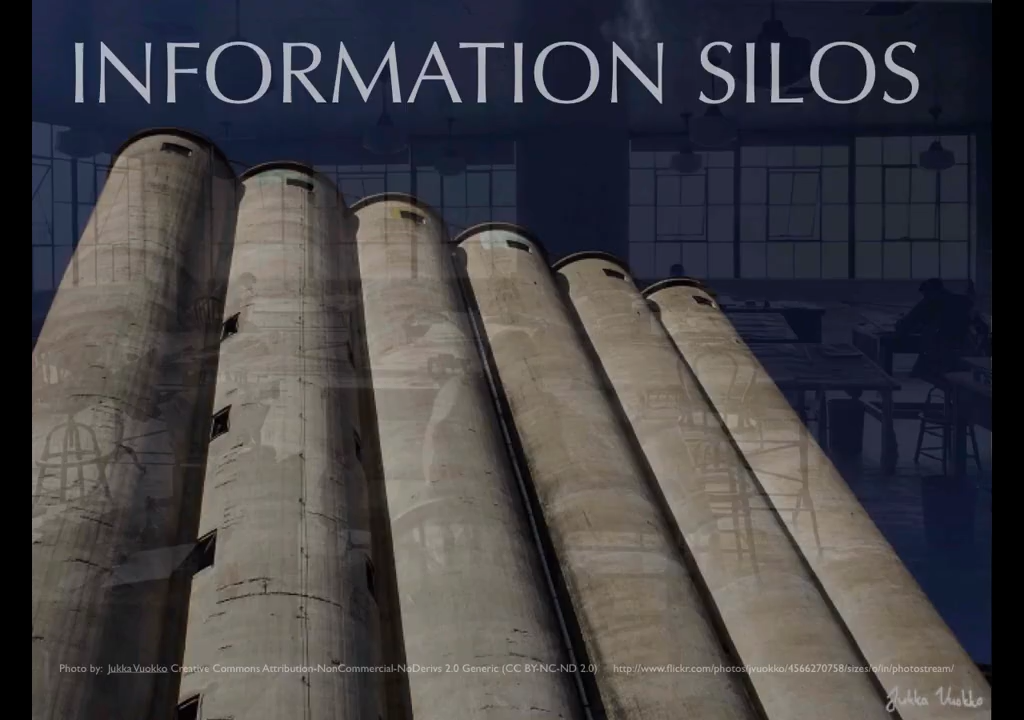 INFORMATION SILOS
Photo by: Jukka Vuokko Creative Commons Attribution-NonCommercial-NoDerivs 2.0 Generic (CC BY-NC-ND 2.0) http://www.flickr.com/photos/jvuokko/4566270758/sizes/o/in/photostream/
Jukka Vuokko